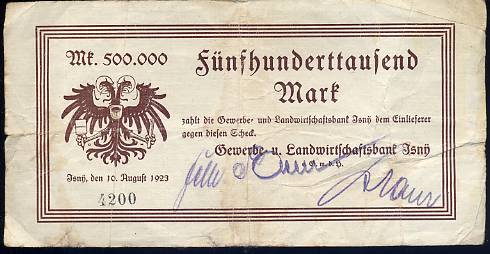 Mk. 500.000
Fünfhunderttausend
Mark
zahlt die Gewerbe- und Landwirtschaftsbank Isny dem Einlieferer
gegen diesen Scheck.
Gewerbe u. Landwirtschaftsbank Isny
A.m.b.H.
Isny, den 10. August 1923
4200